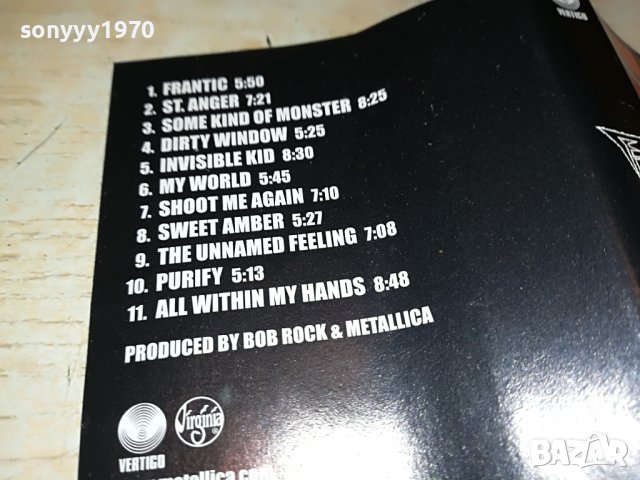 sonyyy1970
VERTIGO
1. FRANTIC 5:50
2. ST. ANGER 7:21
3. SOME KIND OF MONSTER 8:25
4. DIRTY WINDOW 5:25
5. INVISIBLE KID 8:30
6. MY WORLD 5:45
7. SHOOT ME AGAIN 7:10
8. SWEET AMBER 5:27
9. THE UNNAMED FEELING 7:08
10. PURIFY 5:13
11. ALL WITHIN MY HANDS 8:48
PRODUCED BY BOB ROCK & METALLICA
Virginia
VERTIGO
metallica.com
BAZAR